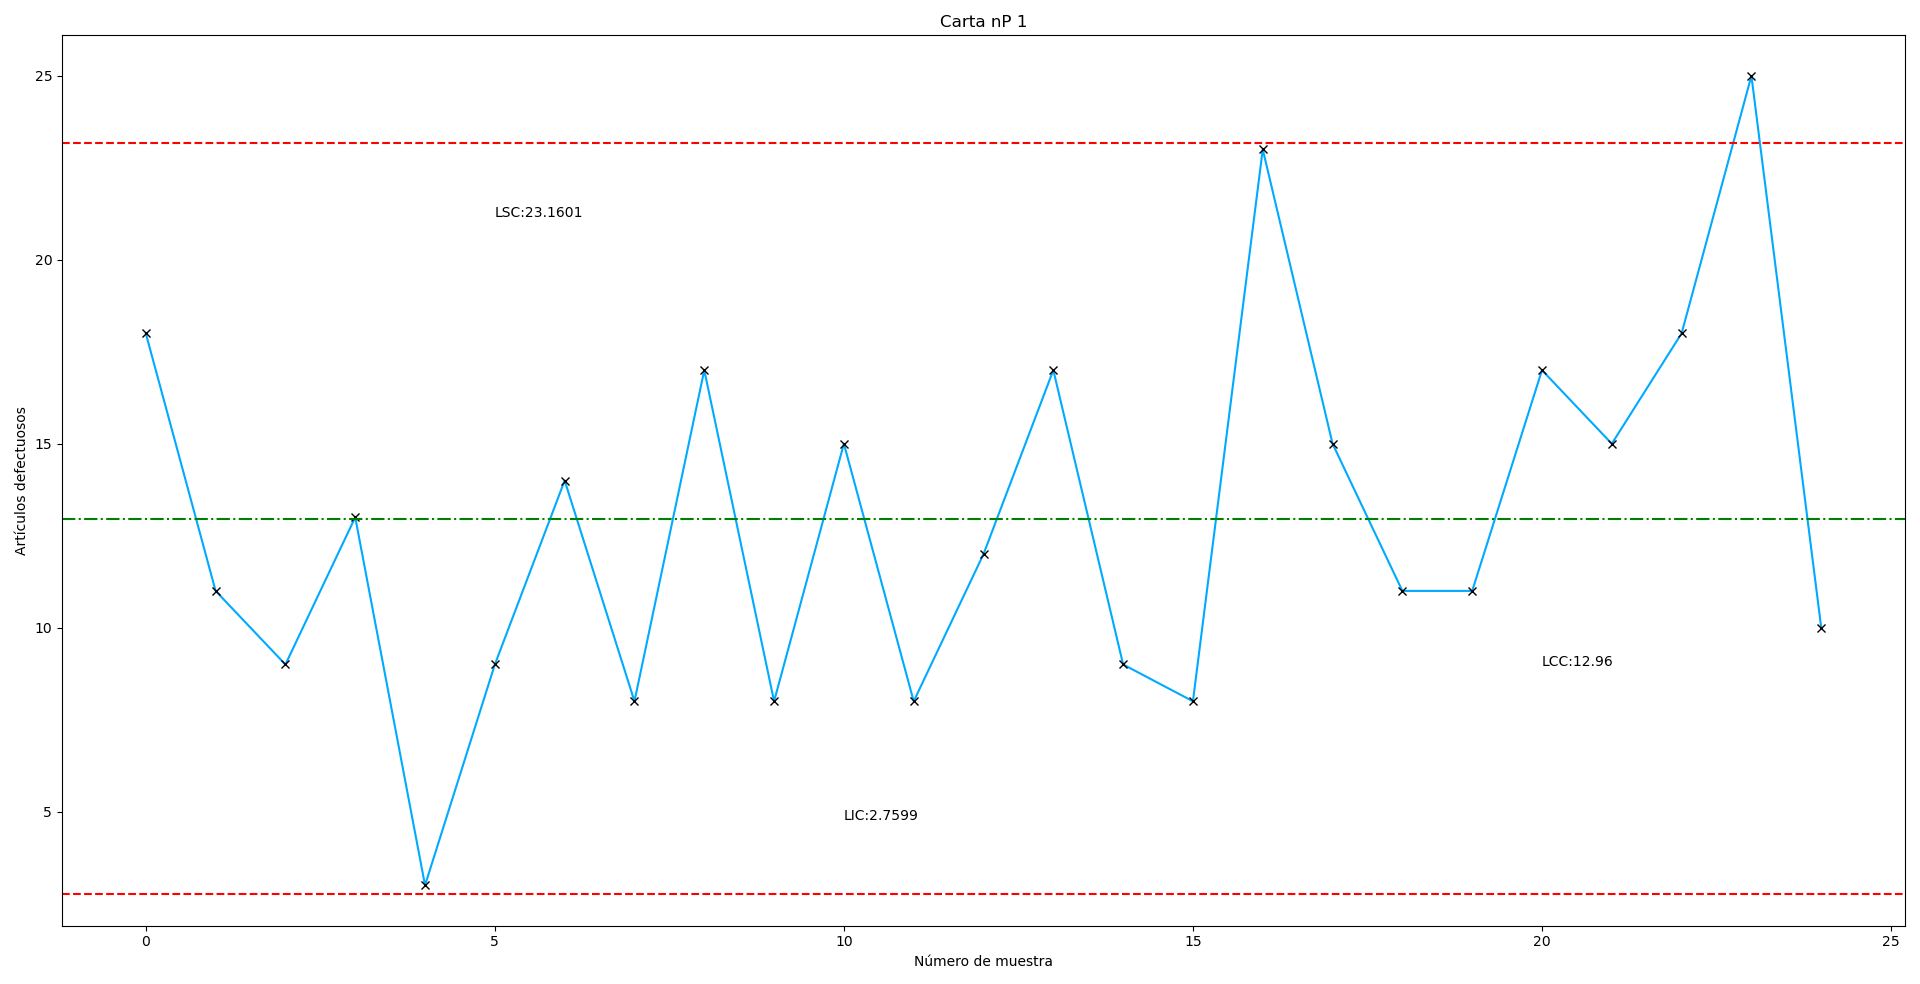 Carta nP 1
25
20
15
10
5
Artículos defectuosos
LSC:23.1601
LCC:12.96
LIC:2.7599
0 5 10 15 20 25
Número de muestra